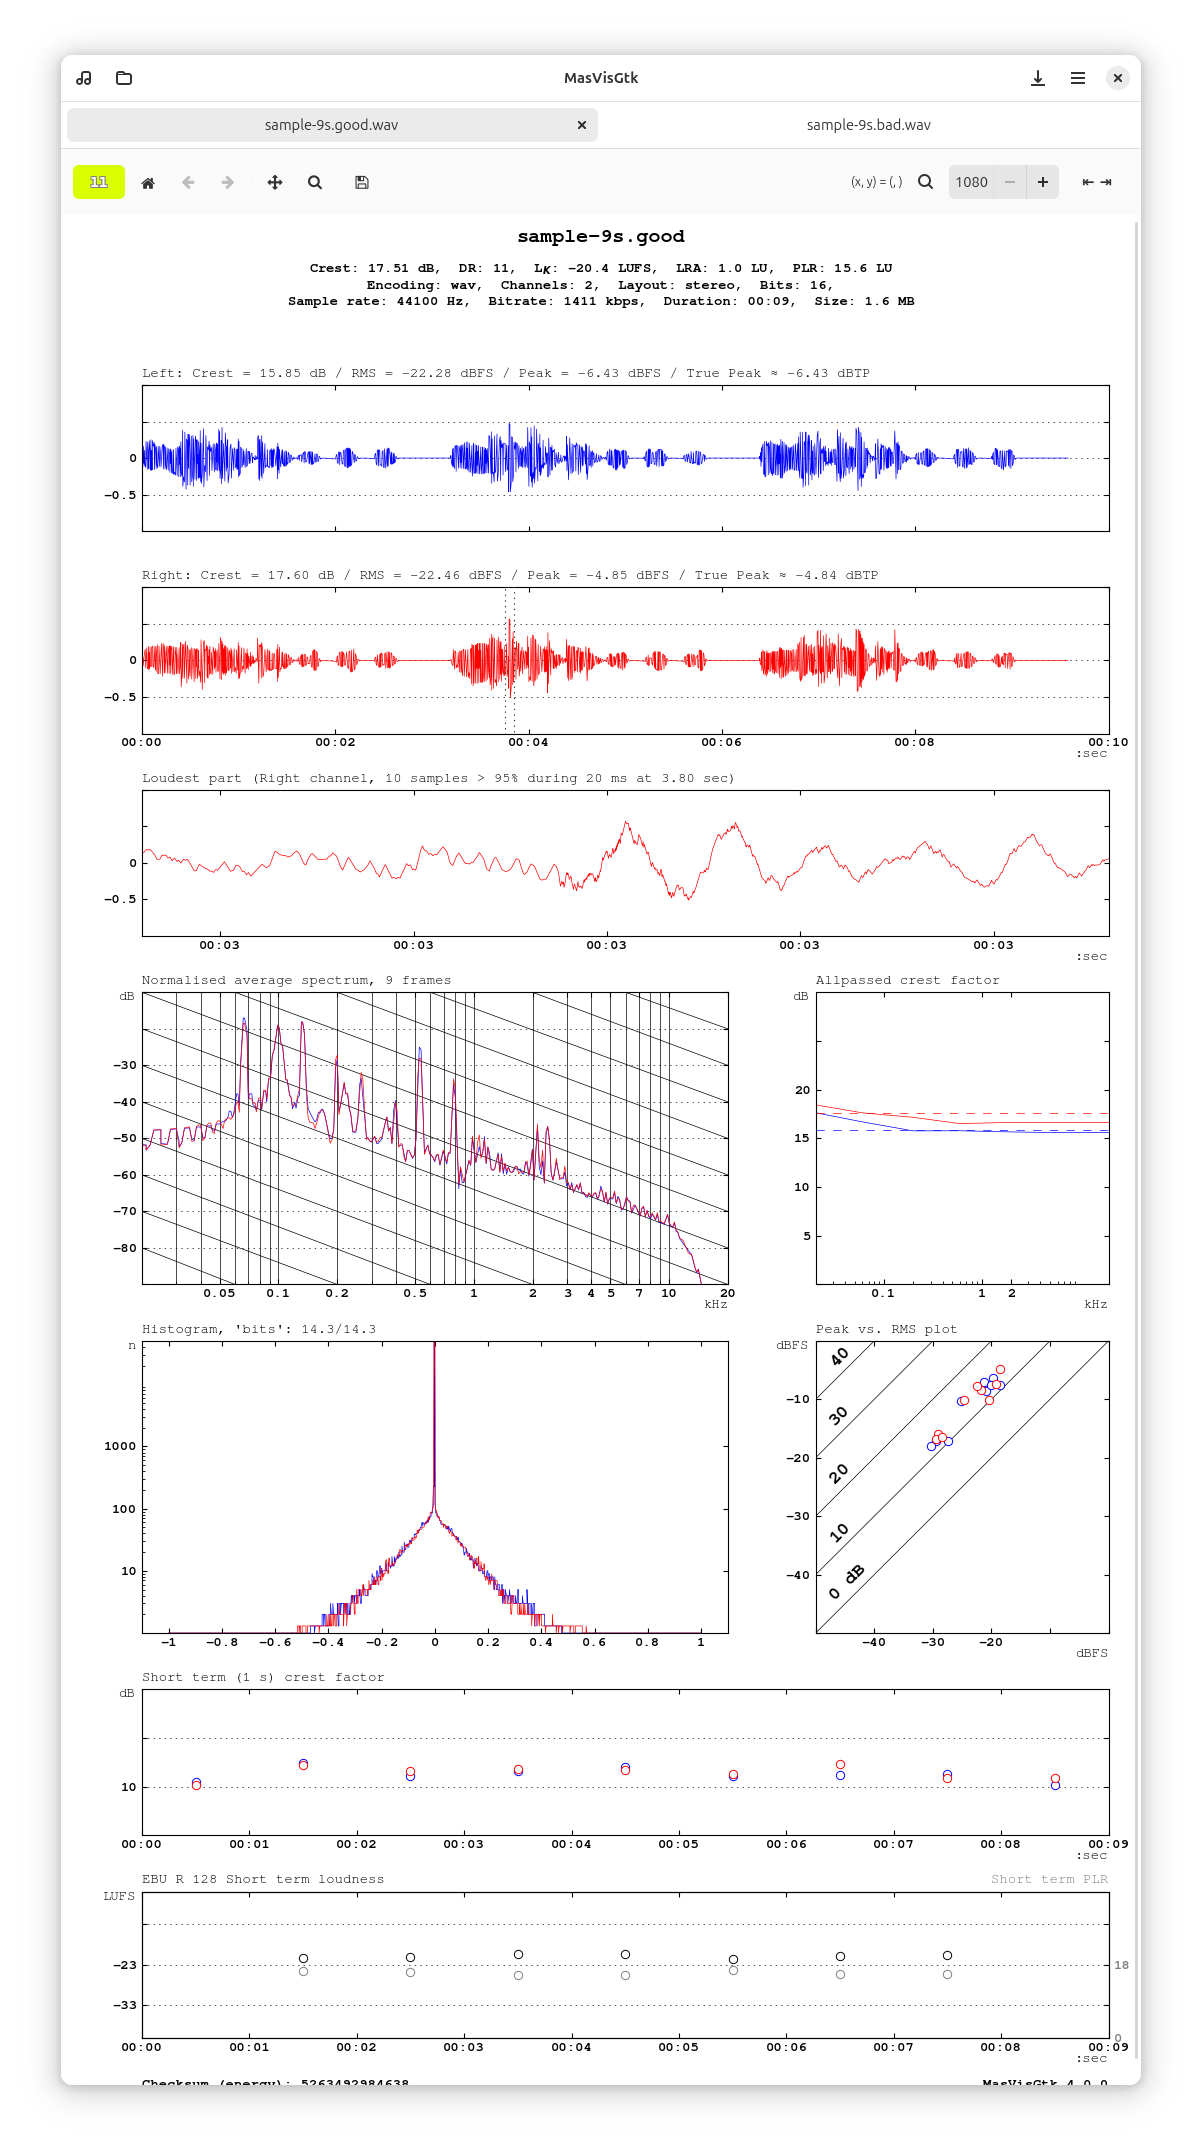 MasVisGtk
sample-9s.good.wav
sample-9s.bad.wav
11
(x, y) = (, )
1080
sample-9s.good
Crest: 17.51 dB, DR: 11, LK: -20.4 LUFS, LRA: 1.0 LU, PLR: 15.6 LU
Encoding: wav, Channels: 2, Layout: stereo, Bits: 16,
Sample rate: 44100 Hz, Bitrate: 1411 kbps, Duration: 00:09, Size: 1.6 MB
Left: Crest = 15.85 dB / RMS = -22.28 dBFS / Peak = -6.43 dBFS / True Peak ≈ -6.43 dBTP
0
-0.5
Right: Crest = 17.60 dB / RMS = -22.46 dBFS / Peak = -4.85 dBFS / True Peak ≈ -4.84 dBTP
0
-0.5
00:00 00:02 00:04 00:06 00:08 00:10
:sec
Loudest part (Right channel, 10 samples > 95% during 20 ms at 3.80 sec)
0
-0.5
00:03 00:03 00:03 00:03 00:03
:sec
Normalised average spectrum, 9 frames
dB
-30
-40
-50
-60
-70
-80
0.05 0.1 0.2 0.5 1 2 3 4 5 7 10 20
kHz
Allpassed crest factor
dB
20
15
10
5
0.1 1 2
kHz
Histogram, 'bits': 14.3/14.3
n
1000
100
10
-1 -0.8 -0.6 -0.4 -0.2 0 0.2 0.4 0.6 0.8 1
Peak vs. RMS plot
dBFS
-10
-20
-30
-40
40
30
20
10
0 dB
-40 -30 -20
dBFS
Short term (1 s) crest factor
dB
10
00:00 00:01 00:02 00:03 00:04 00:05 00:06 00:07 00:08 00:09
:sec
EBU R 128 Short term loudness
Short term PLR
LUFS
-23
-33
18
0
00:00 00:01 00:02 00:03 00:04 00:05 00:06 00:07 00:08 00:09
:sec
Checksum (energy): 5263492984638
MasVisGtk 4.0.0